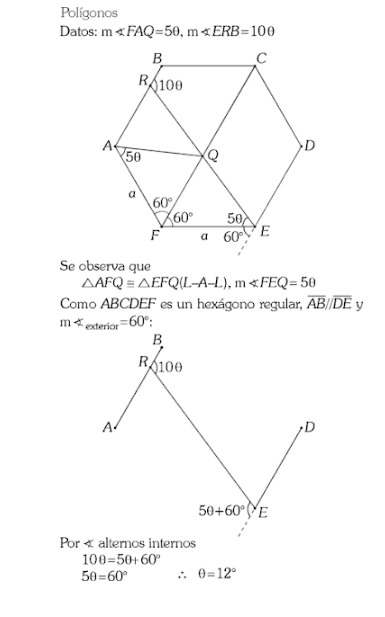 Polígonos
Datos: m∢FAQ=5θ, m∢ERB=10θ
B
C
R
10θ
A
5θ
Q
D
a
60°
60°
5θ
F
a
60°
E
Se observa que
△AFQ ≅ △EFQ(L–A–L), m∢FEQ= 5θ
Como ABCDEF es un hexágono regular, AB//DE y
m∢exterior=60°:
B
R
10θ
A
D
5θ+60°
E
Por ∢ alternos internos
10θ=5θ+60°
5θ=60° ∴ θ=12°